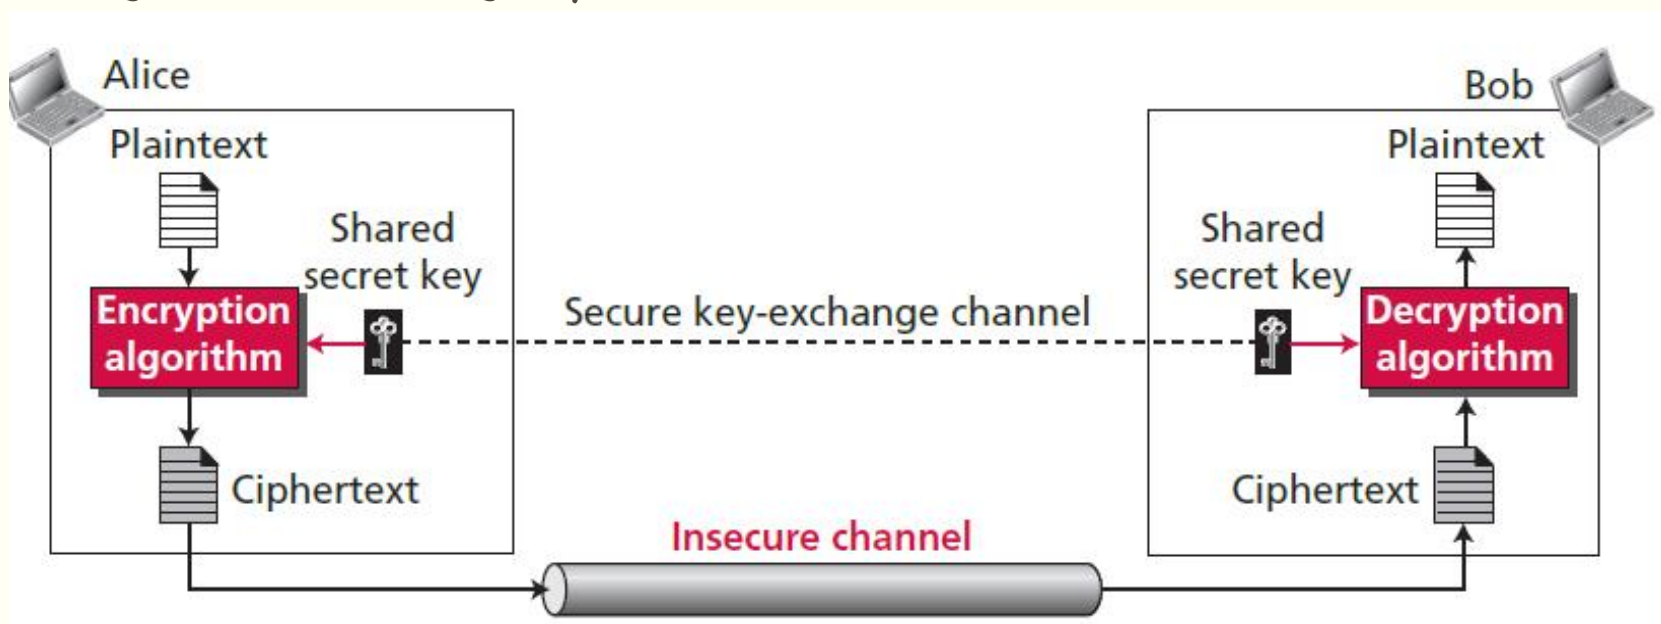 Alice
Bob
Plaintext
Plaintext
Shared
secret key
Shared
secret key
Encryption
algorithm
Secure key-exchange channel
Decryption
algorithm
Ciphertext
Ciphertext
Insecure channel